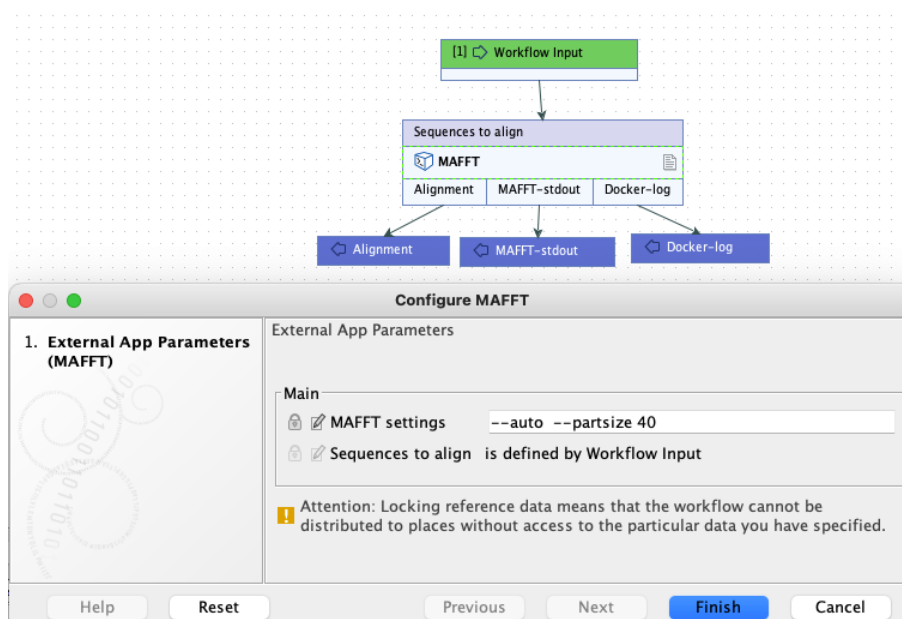 [1] Workflow Input
Sequences to align
MAFFT
Alignment MAFFT-stdout Docker-log
Alignment MAFFT-stdout Docker-log
Configure MAFFT
1. External App Parameters
(MAFFT)
External App Parameters
Main
MAFFT settings --auto --partsize 40
Sequences to align is defined by Workflow Input
Attention: Locking reference data means that the workflow cannot be
distributed to places without access to the particular data you have specified.
Help Reset Previous Next Finish Cancel